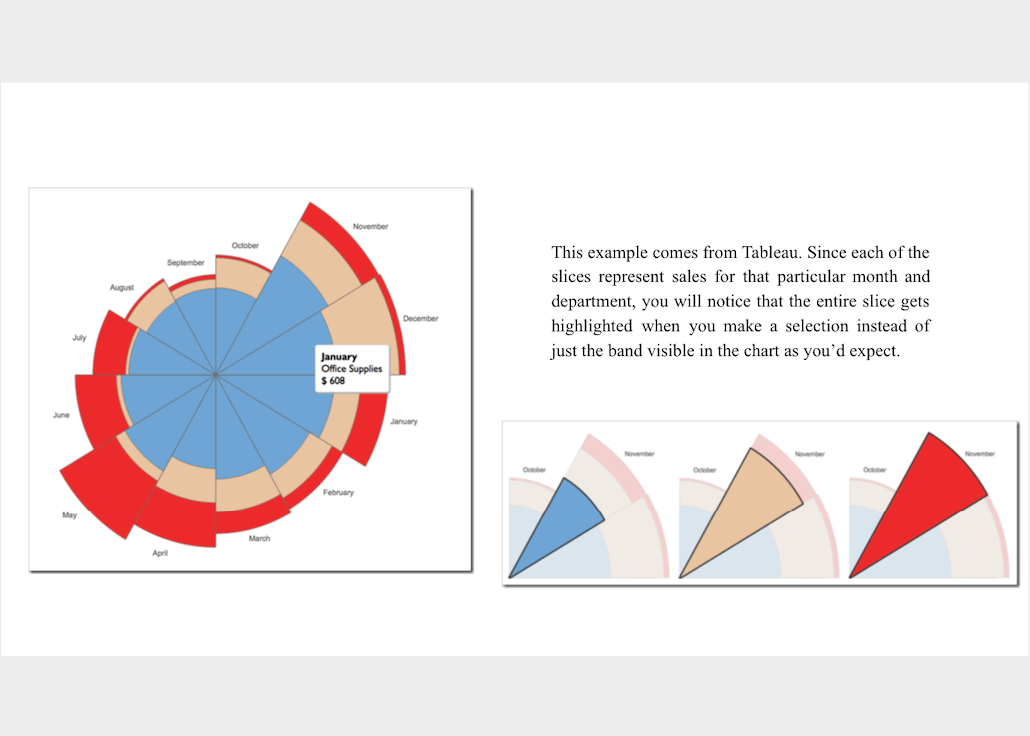 November
October
September
August
December
July
January
Office Supplies
$ 608
June
January
February
May
March
April
This example comes from Tableau. Since each of the
slices represent sales for that particular month and
department, you will notice that the entire slice gets
highlighted when you make a selection instead of
just the band visible in the chart as you’d expect.
November
October
November
October
November
October